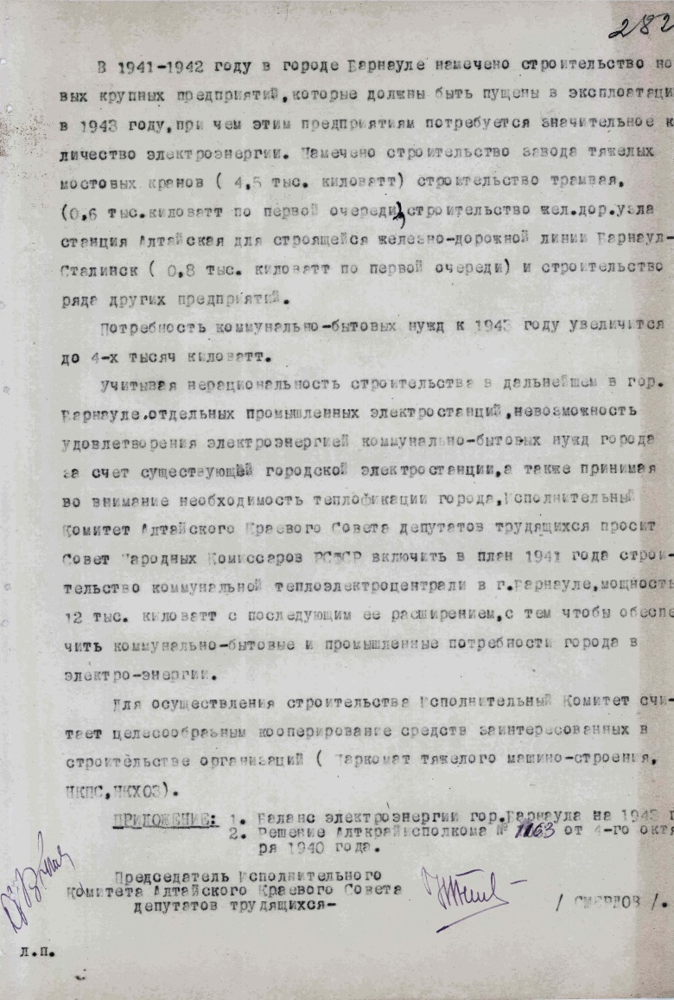 282
В 1941-1942 году в городе Барнауле намечено строительство но
вых крупных предприятий,которые должны быть пущены в эксплоатаци
в 1943 году,при чем этим предприятиям потребуется значительное к
личество электроэнергии. Намечено строительство завода тяжелых
мостовых кранов ( 4,5 тыс. киловатт) строительство трамвая,
(0,6 тыс.киловатт по первой очереди),строительство жел.дор.узла
станция Алтайская для строящейся железно-дорожной линии Барнаул-
Сталинск ( 0,8 тыс. киловатт по первой очереди) и строительство
ряда других предприятий.
Потребность коммунально-бытовых нужд к 1943 году увеличится
до 4-х тысяч киловатт.
Учитывая нерациональность строительства в дальнейшем в гор.
Барнауле.отдельных промышленных электростанций,невозможность
удовлетворения электроэнергией коммунально-бытовых нужд города
за счет существующей городской электростанции,а также принимая
во внимание необходимость теплофикации города,Исполнительный
Комитет Алтайского Краевого Совета депутатов трудящихся просит
Совет Народных Комиссаров РСФСР включить в план 1941 года строи-
тельство коммунальной теплоэлектроцентрали в г.Барнауле,мощность
12 тыс. киловатт с последующим ее расширением,с тем чтобы обеспе
чить коммунально-бытовые и промышленные потребности города в
электро-энергии.
Для осуществления строительства Исполнительный Комитет счи-
тает целесообразным кооперирование средств заинтересованных в
строительстве организаций ( Наркомат тяжелого машино-строения,
НКПС,НКХОЗ).
ПРИЛОЖЕНИЕ: 1. Баланс электроэнергии гор.Барнаула на 1943 г
2. Решение Алткрайисполкома № 1163 от 4-го октя
ря 1940 года.
Председатель Исполнительного
Комитета Алтайского Краевого Совета
депутатов трудящихся-
/ СМЕРДОВ /.
л.п.